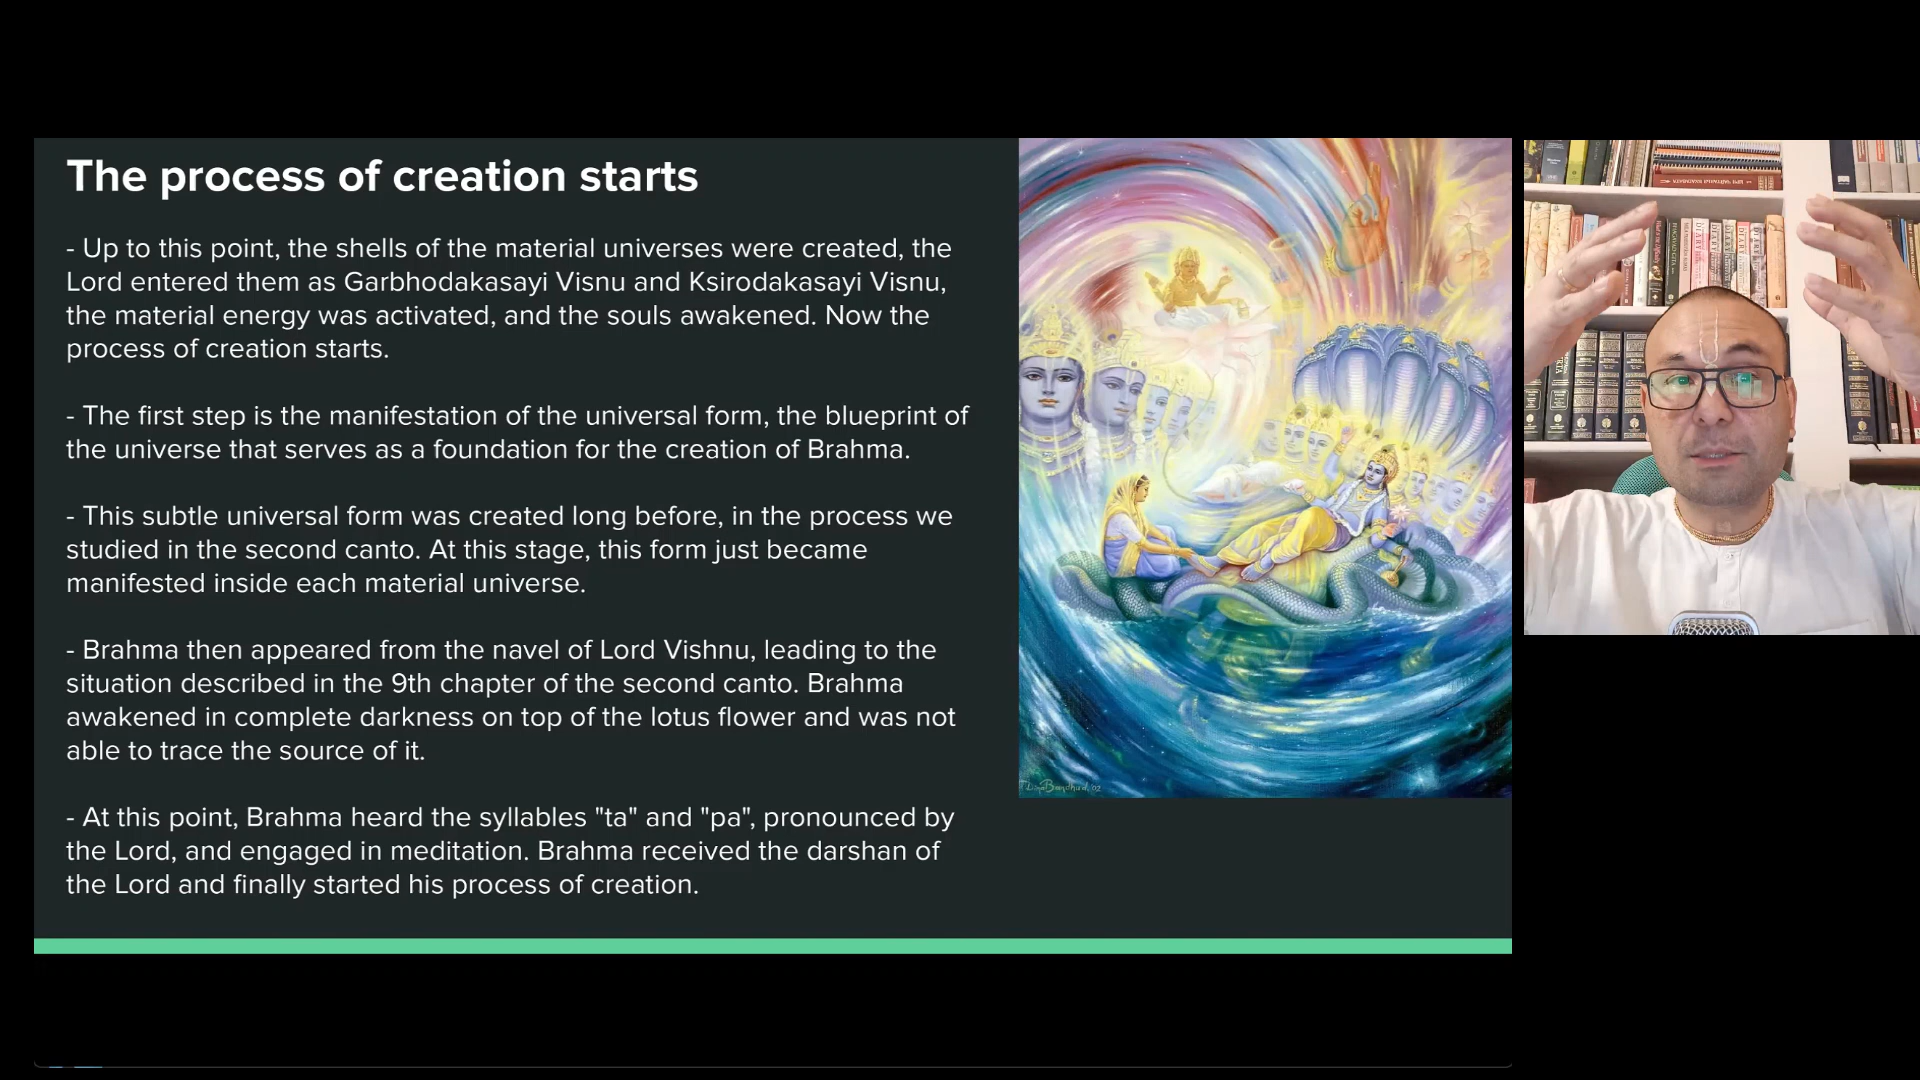 The process of creation starts
- Up to this point, the shells of the material universes were created, the
Lord entered them as Garbhodakasayi Visnu and Ksirodakasayi Visnu,
the material energy was activated, and the souls awakened. Now the
process of creation starts.
- The first step is the manifestation of the universal form, the blueprint of
the universe that serves as a foundation for the creation of Brahma.
- This subtle universal form was created long before, in the process we
studied in the second canto. At this stage, this form just became
manifested inside each material universe.
- Brahma then appeared from the navel of Lord Vishnu, leading to the
situation described in the 9th chapter of the second canto. Brahma
awakened in complete darkness on top of the lotus flower and was not
able to trace the source of it.
- At this point, Brahma heard the syllables "ta" and "pa", pronounced by
the Lord, and engaged in meditation. Brahma received the darshan of
the Lord and finally started his process of creation.